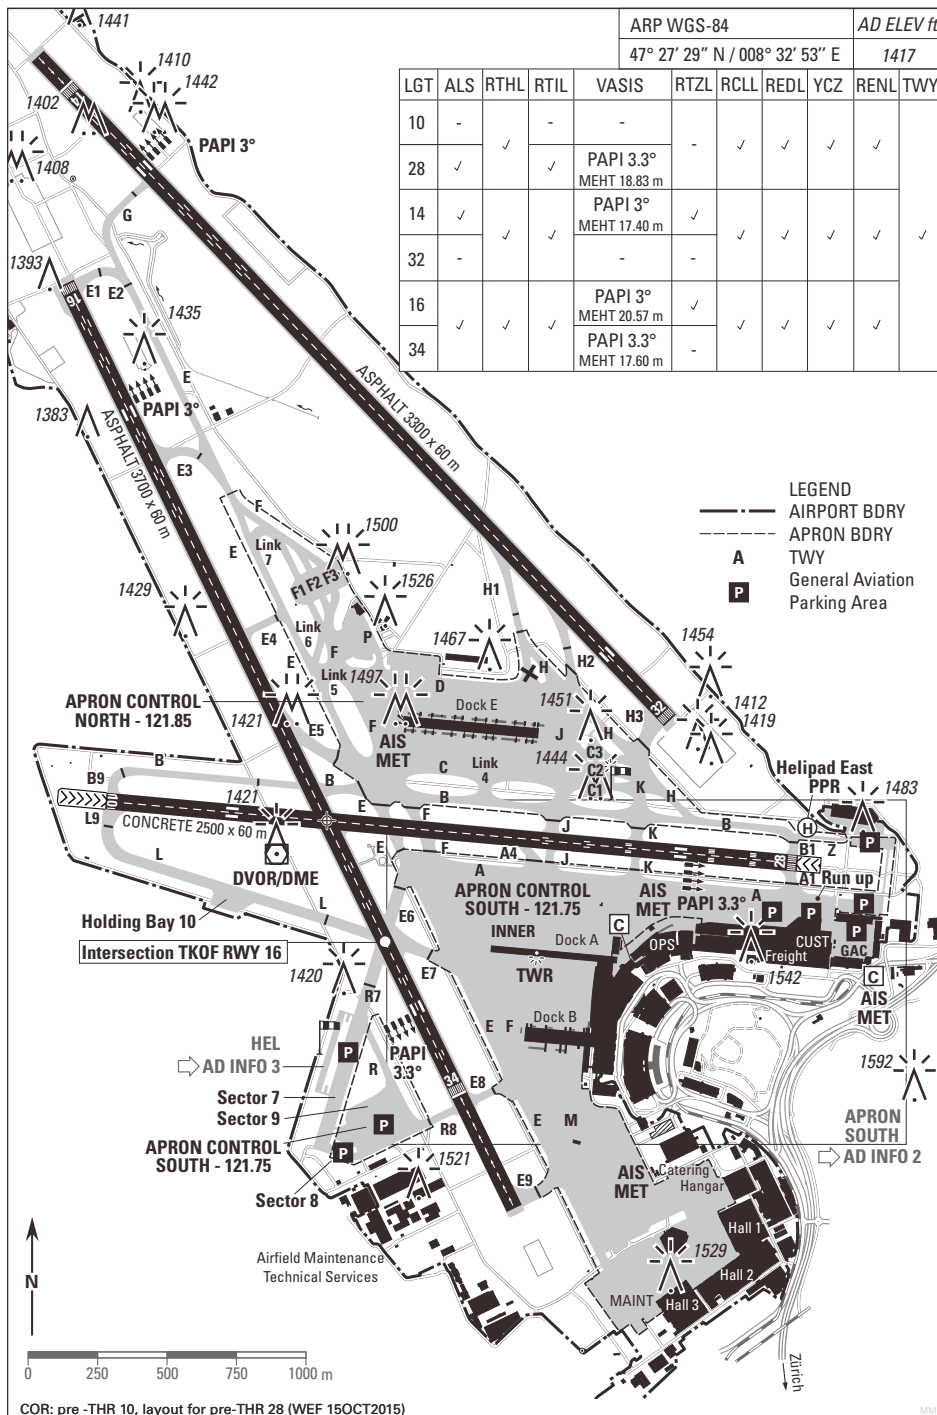 ARP WGS-84
AD ELEV ft
47° 27' 29" N / 008° 32' 53'' E
1417
LGT ALS RTHL RTIL VASIS RTZL RCLL REDL YCZ RENL TWY
10 - ✓ - - - ✓ ✓ ✓ ✓ ✓
28 ✓ ✓ PAPI 3.3°
MEHT 18.83 m
14 ✓ ✓ ✓ PAPI 3° ✓ ✓ ✓ ✓ ✓
MEHT 17.40 m
32 - - -
16 ✓ ✓ ✓ PAPI 3° ✓ ✓ ✓ ✓ ✓
MEHT 20.57 m
34 PAPI 3.3° -
MEHT 17.60 m
1441
1410
1442
1402
14
PAPI 3°
1408
G
1393
16
E1
E2
1435
E
PAPI 3°
1383
ASPHALT 3300 x 60 m
ASPHALT 3700 x 60 m
E3
LEGEND
AIRPORT BDRY
APRON BDRY
A TWY
P General Aviation
Parking Area
F
1500
E
Link
7
F1 F2 F3
1526
H1
1429
Link
6
P
E4
F
1467
1454
E
H
H2
Link
5
1497
D
1451
32
1412
APRON CONTROL
NORTH - 121.85
1421
Dock E
H3
1419
E5
F
AIS
MET
J
H
B
C
Link
4
1444
C3
C2
C1
Helipad East
PPR
1483
B9
1421
B
B
K
H
10
E
F
J
K
B
H
P
L9
CONCRETE 2500 x 60 m
28
B1
Z
E
F
A4
J
K
A1 Run up
L
A
DVOR/DME
APRON CONTROL
SOUTH - 121.75
AIS
MET
PAPI 3.3°
A
P
P
P
Holding Bay 10
L
E6
INNER
C
P
Intersection TKOF RWY 16
Dock A
OPS
CUST
GAC
Freight
1420
E7
TWR
1542
C
R7
AIS
MET
E
F
Dock B
HEL
AD INFO 3
P
PAPI
3.3°
1592
R
Sector 7
34
E8
Sector 9
APRON
SOUTH
AD INFO 2
APRON CONTROL
SOUTH - 121.75
P
R8
E
M
P
1521
AIS
MET
Catering
Hangar
Sector 8
E9
Hall 1
1529
Airfield Maintenance
Technical Services
Hall 2
N
MAINT
Hall 3
0 250 500 750 1000 m
Zürich
COR: pre -THR 10, layout for pre-THR 28 (WEF 15OCT2015)
MM